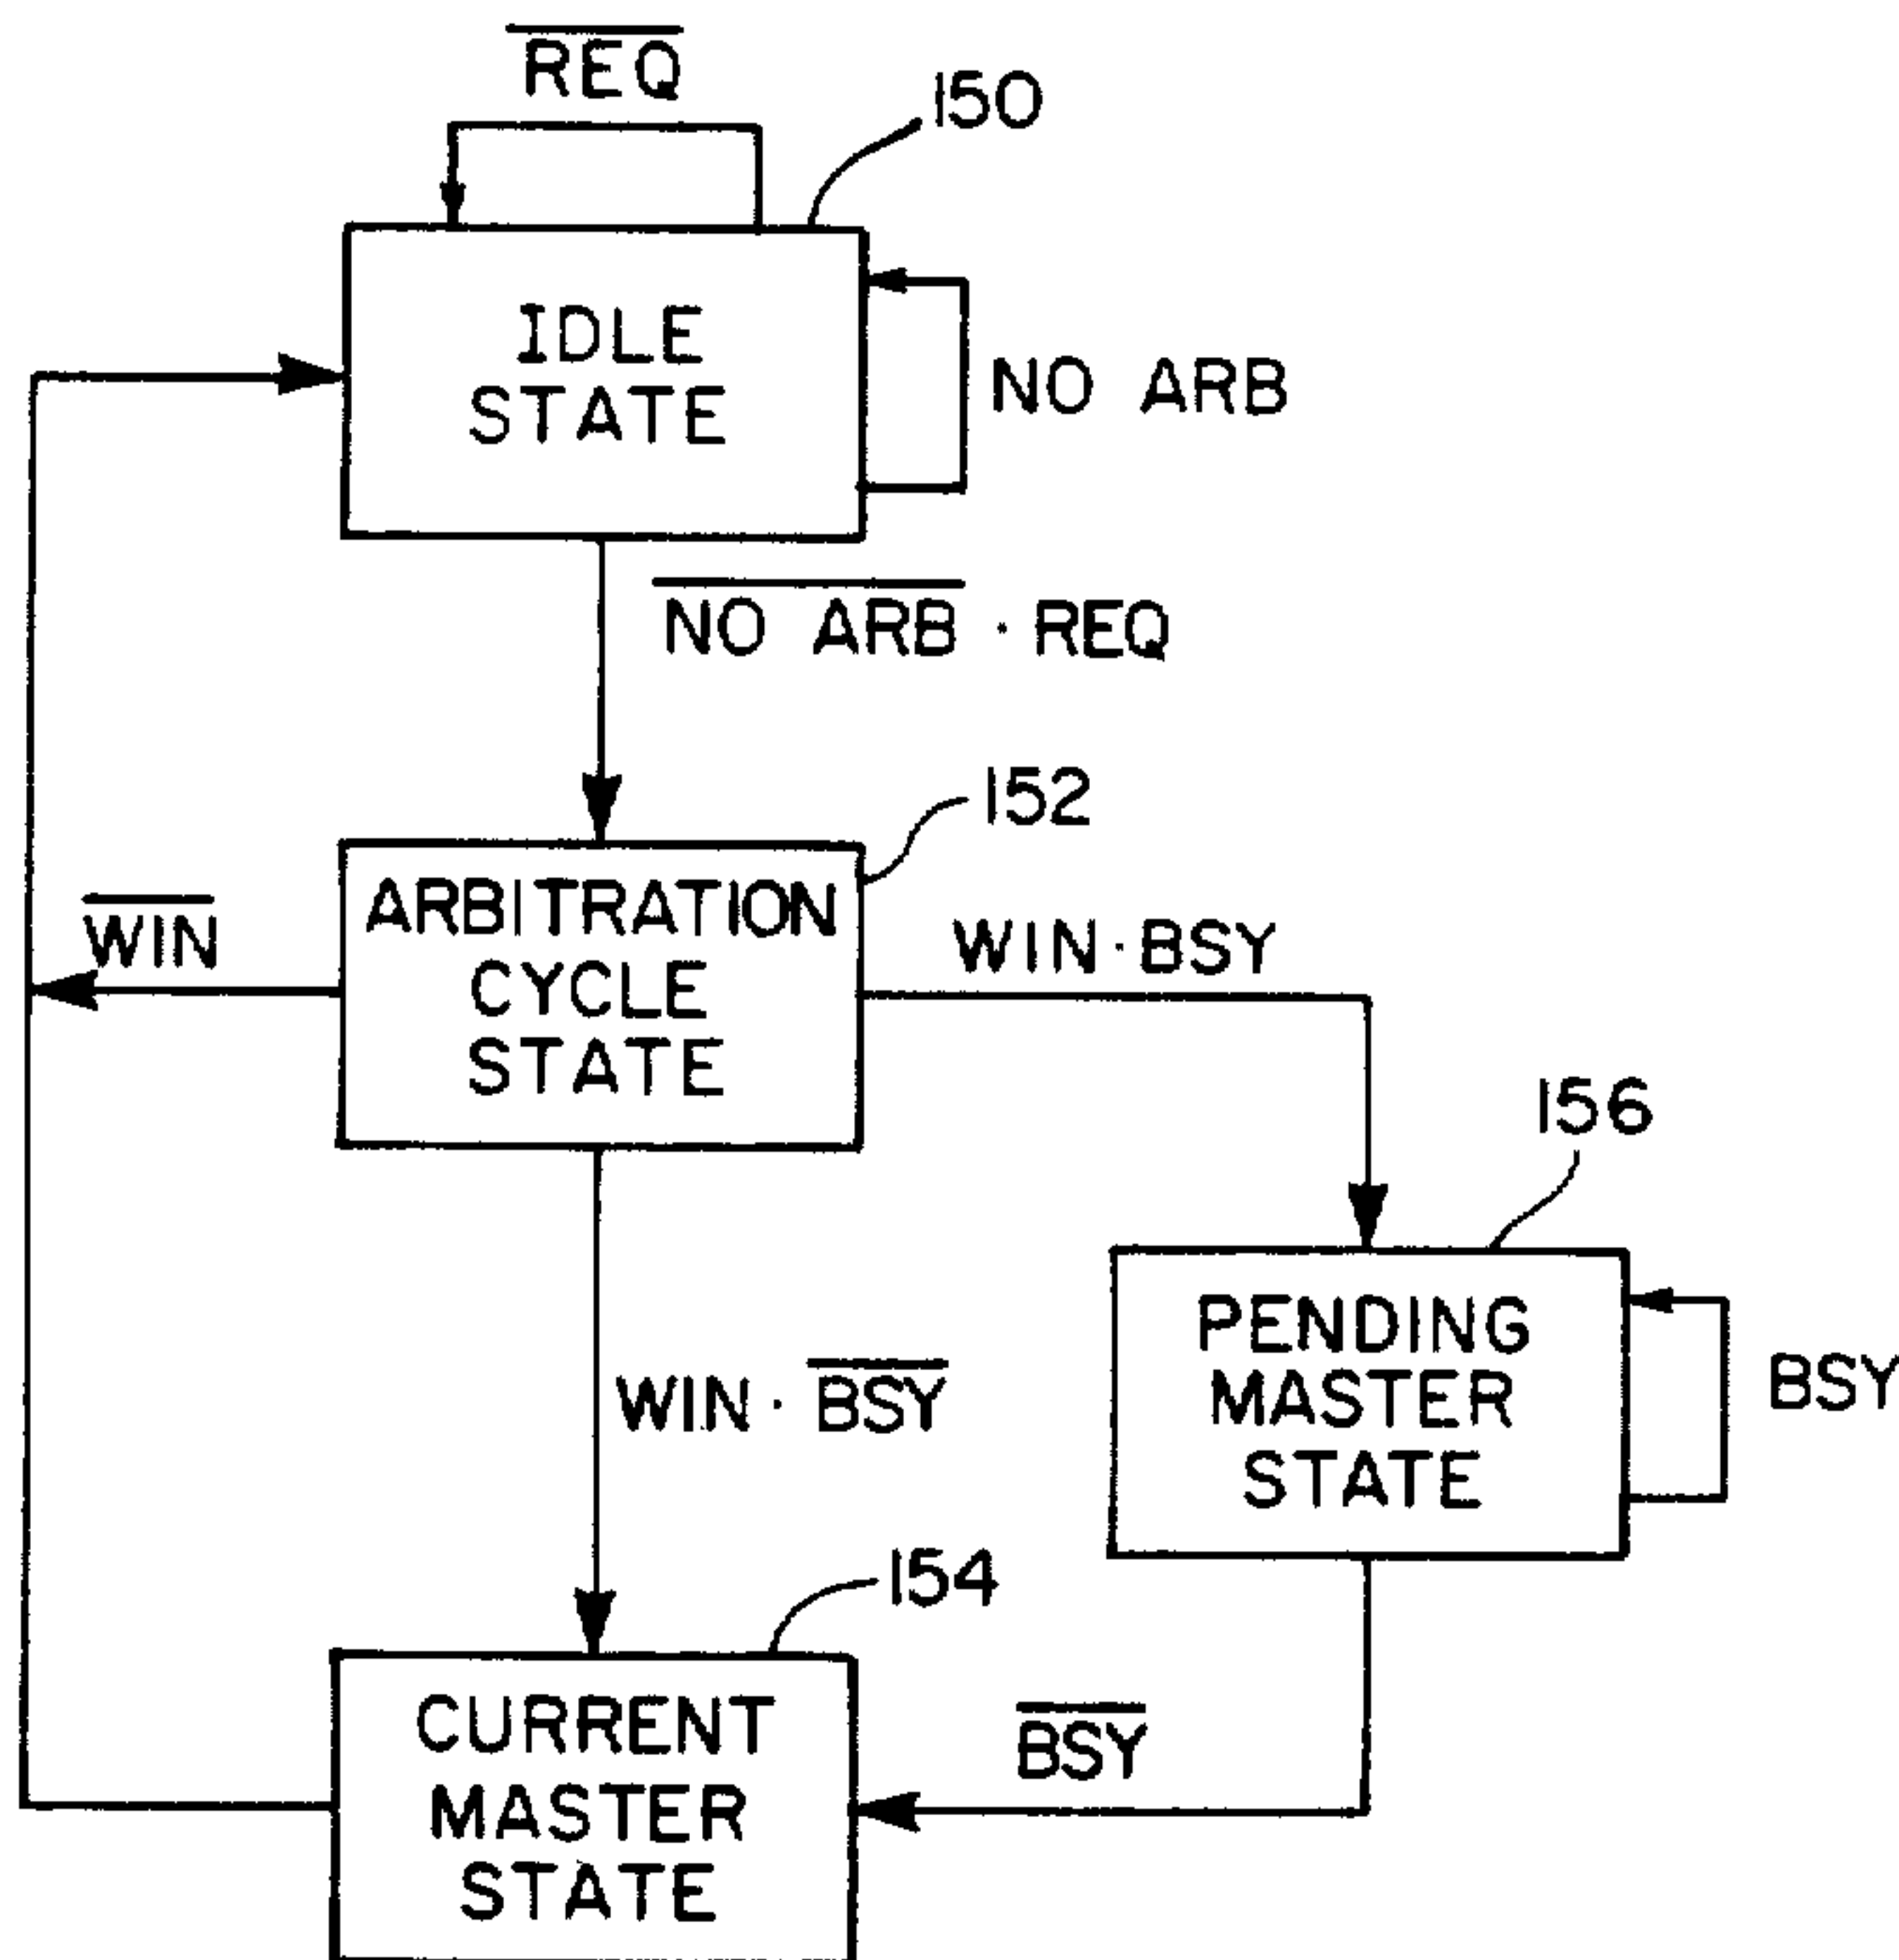 REQ
150
IDLE
STATE
NO ARB
NO ARB · REQ
152
ARBITRATION
CYCLE
STATE
WIN
WIN · BSY
156
PENDING
MASTER
STATE
BSY
WIN · BSY
154
CURRENT
MASTER
STATE
BSY